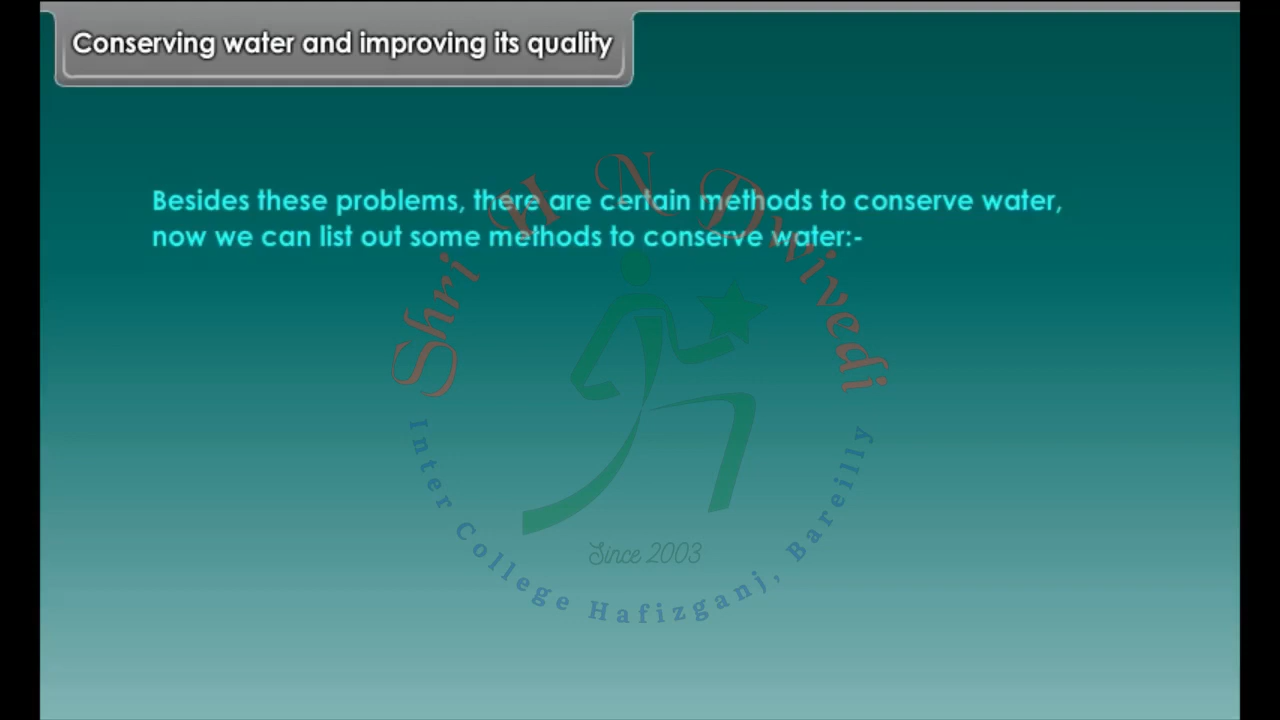 Conserving water and improving its quality
Besides these problems, there are certain methods to conserve water,
now we can list out some methods to conserve water:-
Shri H N Dwivedi
Since 2003
Inter College Hafizganj, Bareilly